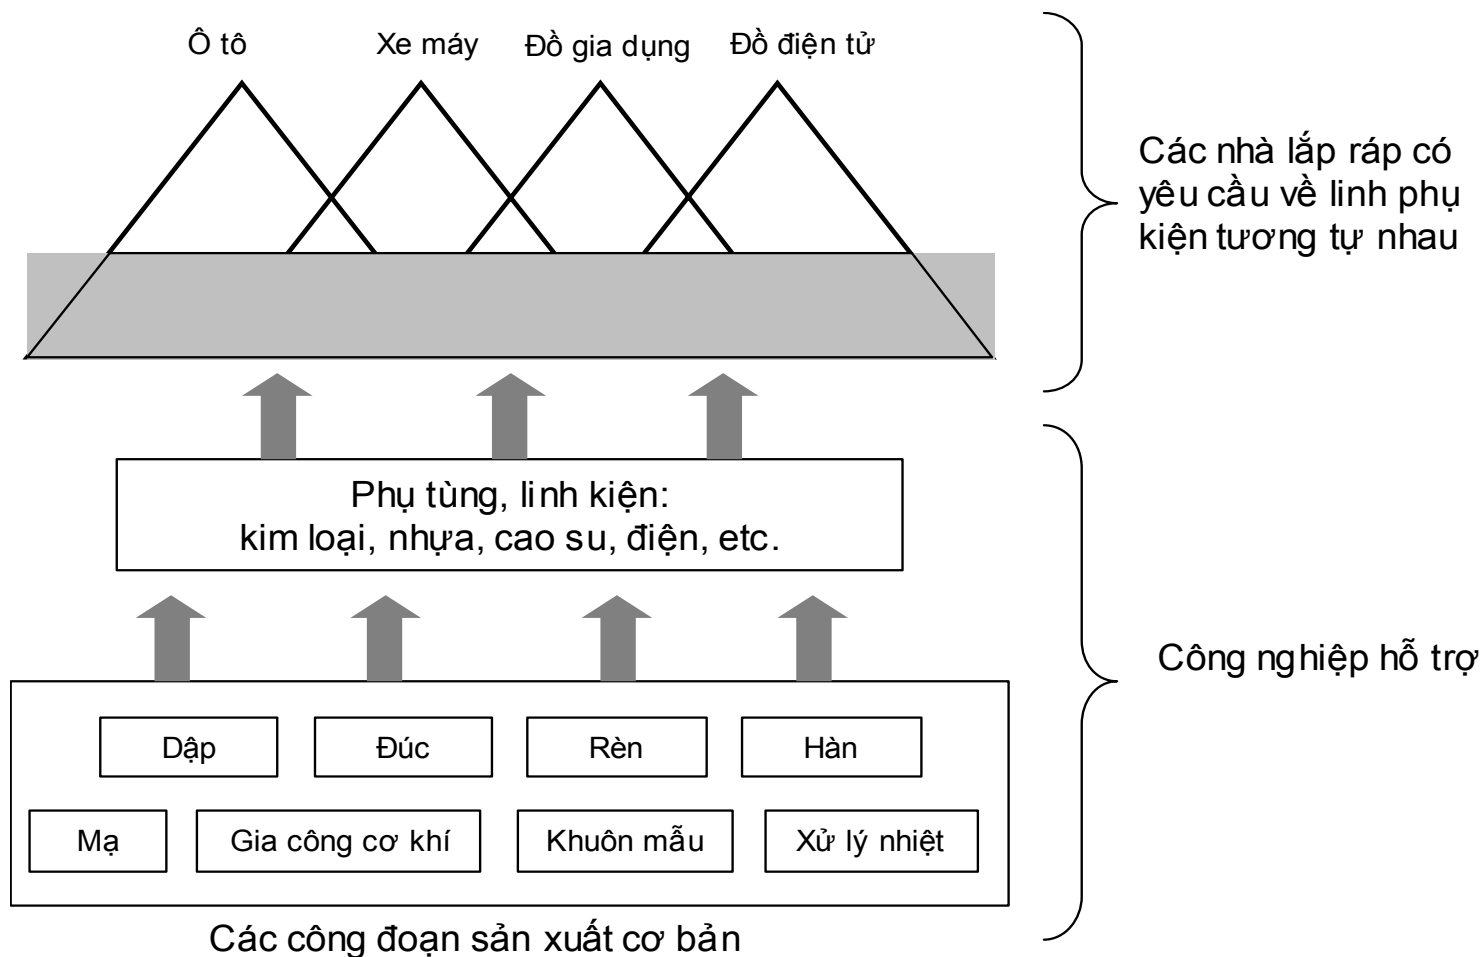 Ô tô
Xe máy
Đồ gia dụng
Đồ điện tử
Các nhà lắp ráp có
yêu cầu về linh phụ
kiện tương tự nhau
Phụ tùng, linh kiện:
kim loại, nhựa, cao su, điện, etc.
Công nghiệp hỗ trợ
Dập
Đúc
Rèn
Hàn
Mạ
Gia công cơ khí
Khuôn mẫu
Xử lý nhiệt
Các công đoạn sản xuất cơ bản